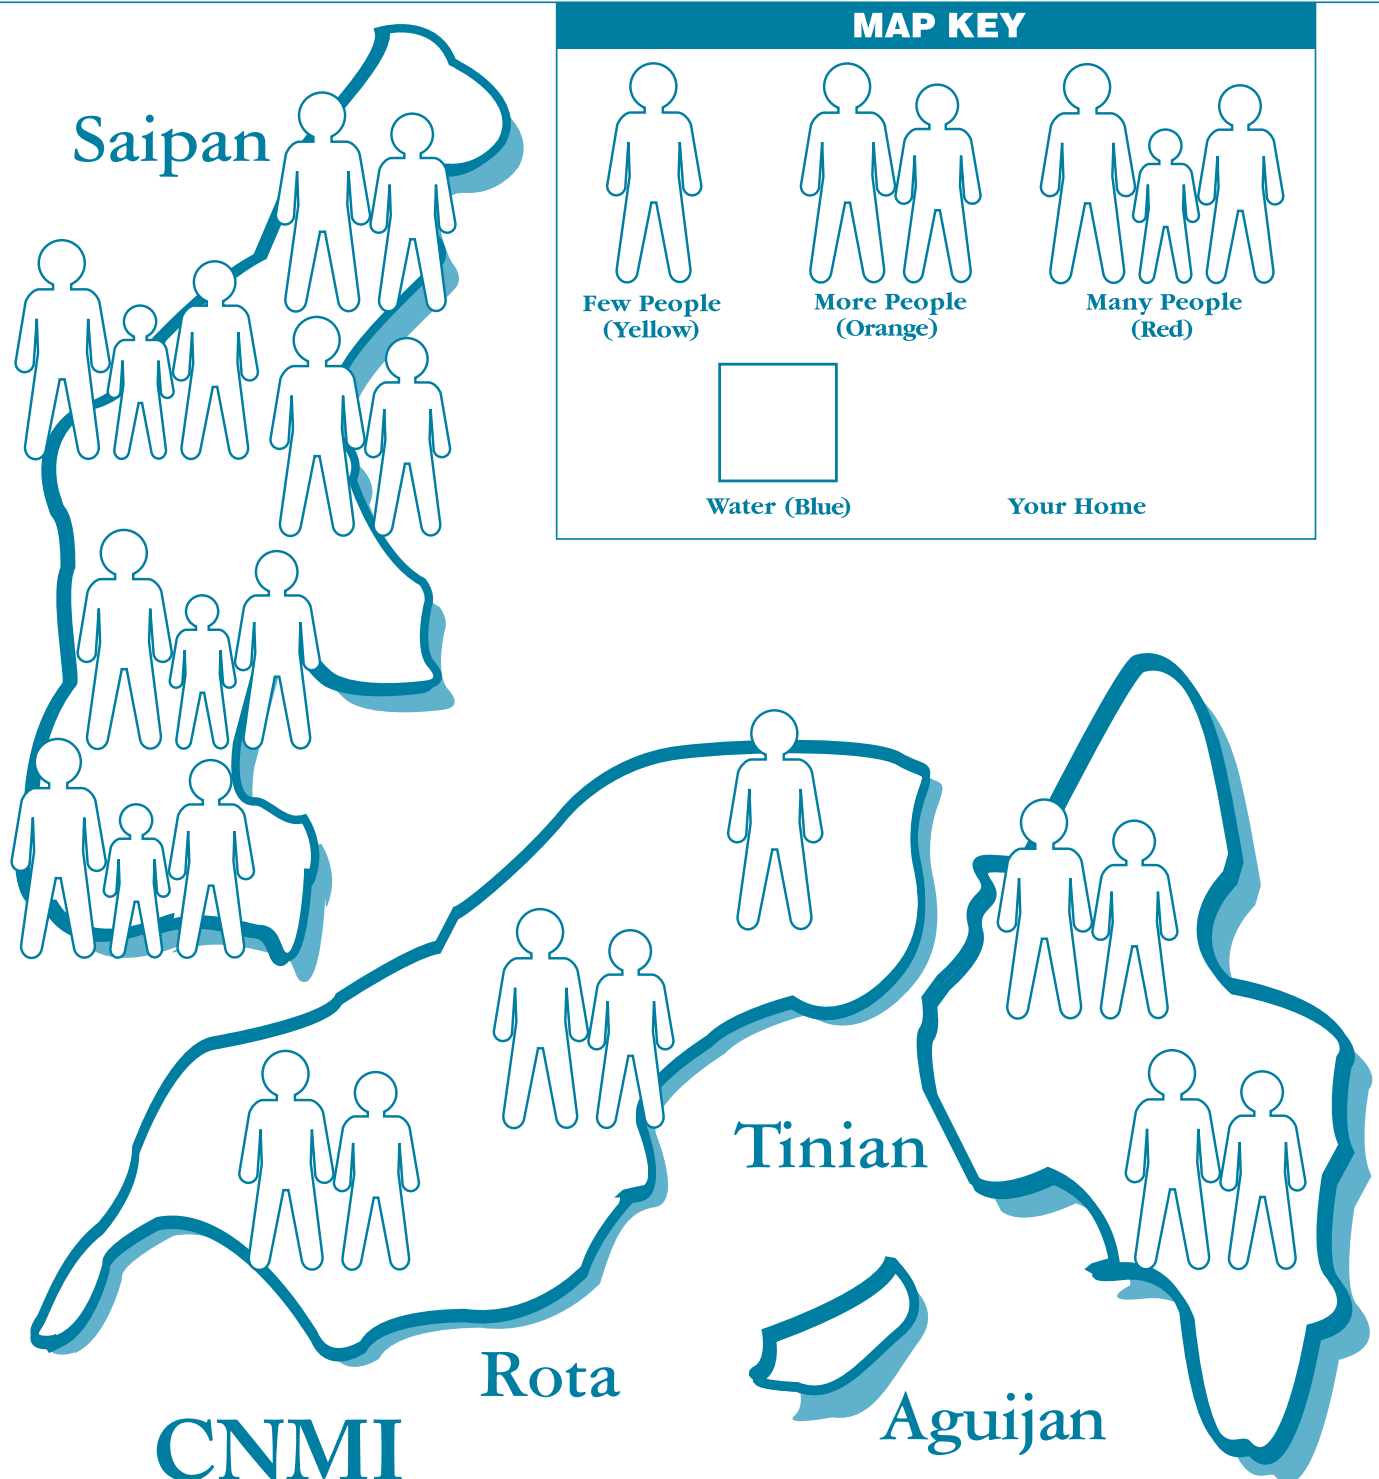 MAP KEY
Saipan
Few People
(Yellow)
More People
(Orange)
Many People
(Red)
Water (Blue)
Your Home
Tinian
Rota
Aguijan
CNMI